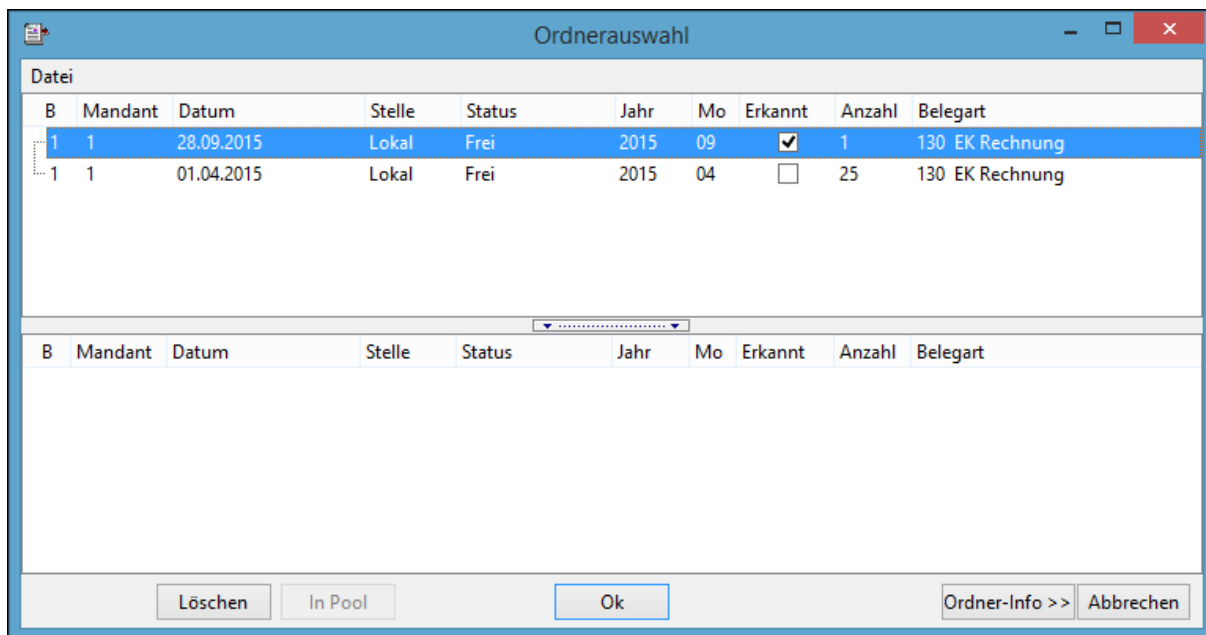 Ordnerauswahl
Datei
B Mandant Datum Stelle Status Jahr Mo Erkannt Anzahl Belegart
1 1 28.09.2015 Lokal Frei 2015 09 1 130 EK Rechnung
1 1 01.04.2015 Lokal Frei 2015 04 25 130 EK Rechnung
B Mandant Datum Stelle Status Jahr Mo Erkannt Anzahl Belegart
Löschen In Pool Ok Ordner-Info >> Abbrechen